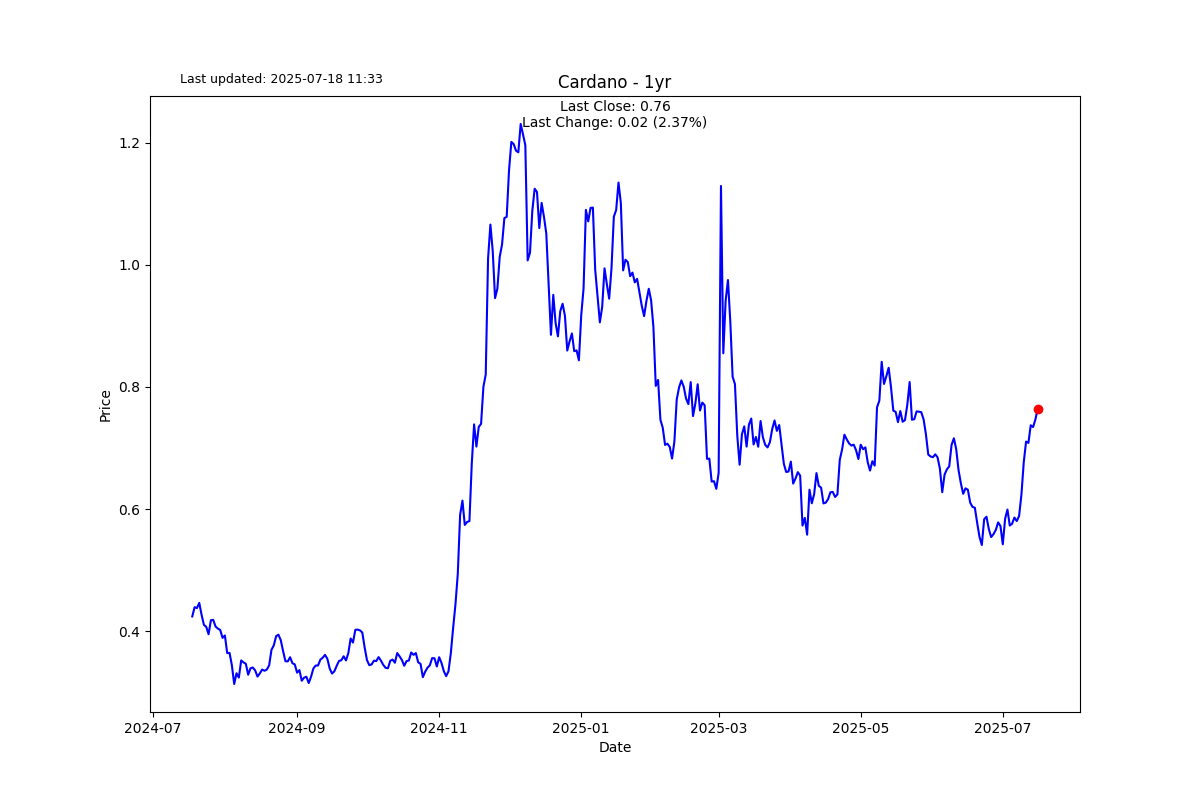 Last updated: 2025-07-18 11:33
Cardano - 1yr
Last Close: 0.76
Last Change: 0.02 (2.37%)
1.2
1.0
0.8
0.6
0.4
Price
2024-07 2024-09 2024-11 2025-01 2025-03 2025-05 2025-07
Date